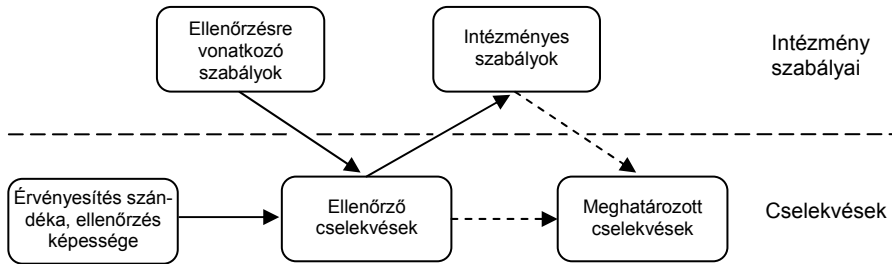 Ellenőrzésre
vonatkozó
szabályok
Intézményes
szabályok
Intézmény
szabályai
Érvényesítés szán-
déka, ellenőrzés
képessége
Ellenőrző
cselekvések
Meghatározott
cselekvések
Cselekvések